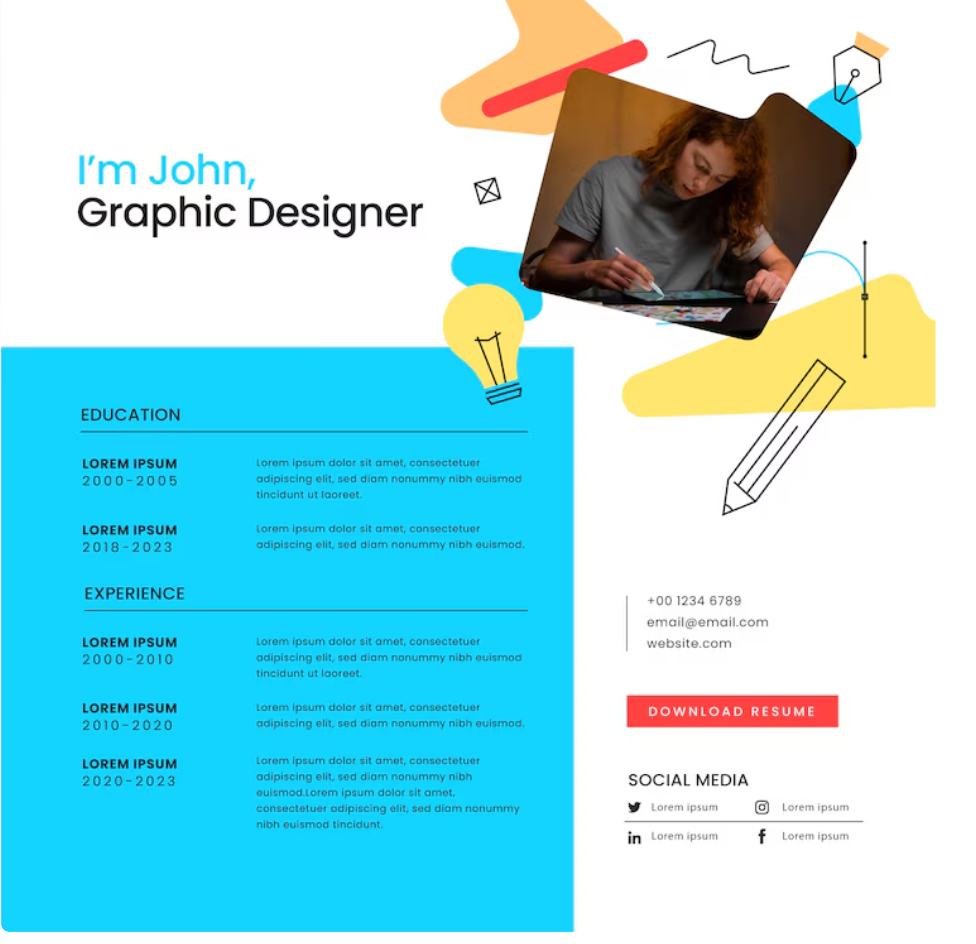 I'm John,
Graphic Designer
EDUCATION
LOREM IPSUM
2000-2005
Lorem ipsum dolor sit amet, consectetuer
adipiscing elit, sed diam nonummy nibh euismod
tincidunt ut laoreet.
LOREM IPSUM
2018-2023
Lorem ipsum dolor sit amet, consectetuer
adipiscing elit, sed diam nonummy nibh euismod.
EXPERIENCE
LOREM IPSUM
2000-2010
Lorem ipsum dolor sit amet, consectetuer
adipiscing elit, sed diam nonummy nibh euismod
tincidunt ut laoreet.
LOREM IPSUM
2010-2020
Lorem ipsum dolor sit amet, consectetuer
adipiscing elit, sed diam nonummy nibh euismod.
LOREM IPSUM
2020-2023
Lorem ipsum dolor sit amet, consectetuer
adipiscing elit, sed diam nonummy nibh
euismod.Lorem ipsum dolor sit amet,
consectetuer adipiscing elit, sed diam nonummy
nibh euismod tincidunt.
+00 1234 6789
email@email.com
website.com
DOWNLOAD RESUME
SOCIAL MEDIA
Lorem ipsum
Lorem ipsum
Lorem ipsum
Lorem ipsum